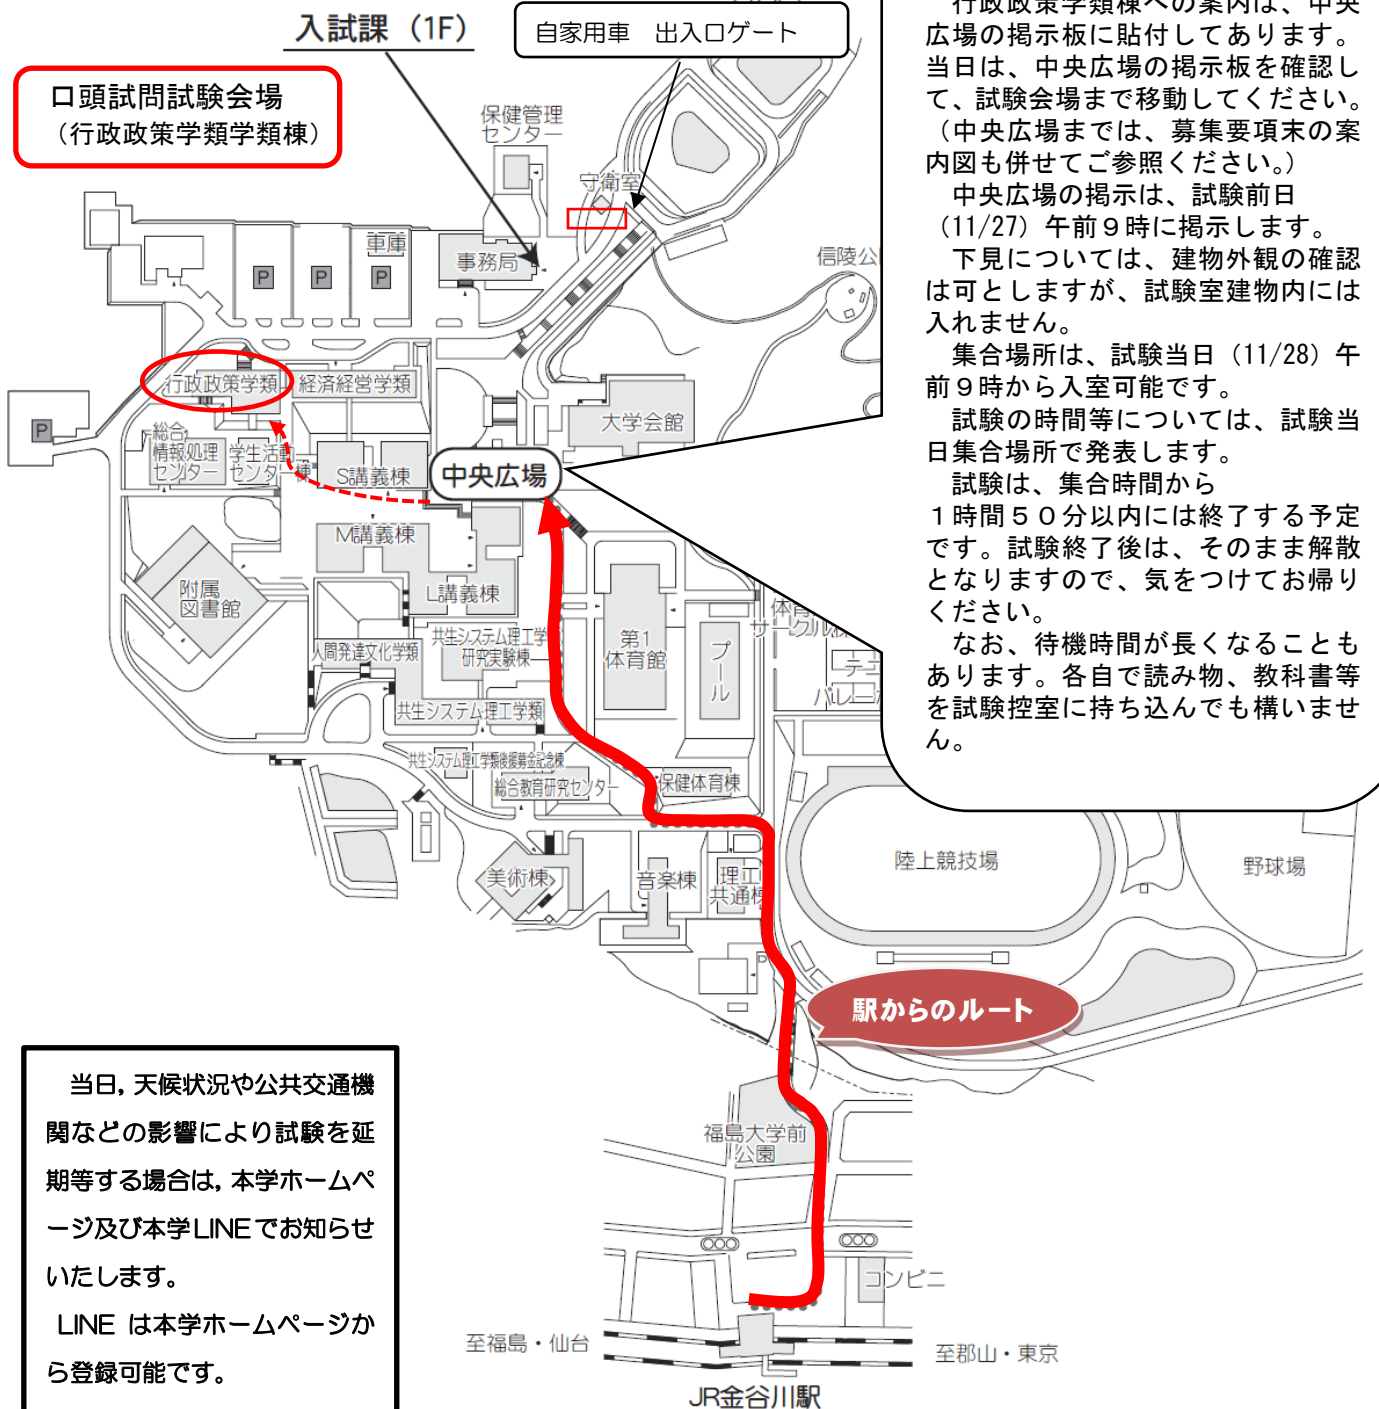 入試課（1F）
自家用車　出入口ゲート
口頭試問試験会場
（行政政策学類学類棟）
行政政策学類棟への案内は、中央
広場の掲示板に貼付してあります。
当日は、中央広場の掲示板を確認し
て、試験会場まで移動してください。
（中央広場までは、募集要項末の案
内図も併せてご参照ください。）
中央広場の掲示は、試験前日
（11/27）午前９時に掲示します。
下見については、建物外観の確認
は可としますが、試験室建物内には
入れません。
集合場所は、試験当日（11/28）午
前９時から入室可能です。
試験の時間等については、試験当
日集合場所で発表します。
試験は、集合時間から
１時間５０分以内には終了する予定
です。試験終了後は、そのまま解散
となりますので、気をつけてお帰り
ください。
なお、待機時間が長くなることも
あります。各自で読み物、教科書等
を試験控室に持ち込んでも構いませ
ん。
保健管理
センター
守衛室
車庫
事務局
信陵公
P
P
P
行政政策学類
経済経営学類
大学会館
P
総合
情報処理
センター
学生活動
センター棟
S講義棟
中央広場
M講義棟
L講義棟
附属
図書館
共生システム理工学
研究実験棟
人間発達文化学類
第1
体育館
プール
サークル
テニ
バレー
共生システム理工学類
共生システム理工学類後援募金記念棟
総合教育研究センター
保健体育棟
美術棟
音楽棟
理工
共通棟
陸上競技場
野球場
駅からのルート
当日，天候状況や公共交通機
関などの影響により試験を延
期等する場合は，本学ホームペ
ージ及び本学LINEでお知らせ
いたします。
LINE は本学ホームページか
ら登録可能です。
福島大学前
公園
コンビニ
至福島・仙台
至郡山・東京
JR金谷川駅